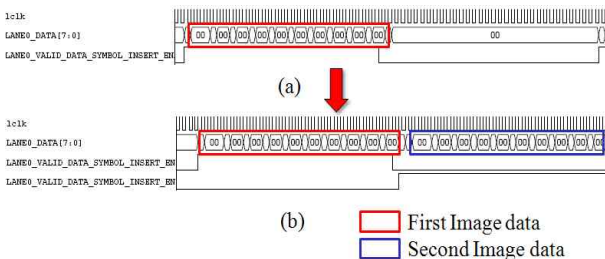 lclk
LANE0_DATA[7:0] 00 00 00 00 00 00 00 00 00 00 00
LANE0_VALID_DATA_SYMBOL_INSERT_EN
(a)
lclk
LANE0_DATA[7:0] 00 00 00 00 00 00 00 00 00 00 00 00 00 00 00 00 00 00 00 00
LANE0_VALID_DATA_SYMBOL_INSERT_EN
LANE0_VALID_DATA_SYMBOL_INSERT_EN
(b)
First Image data
Second Image data